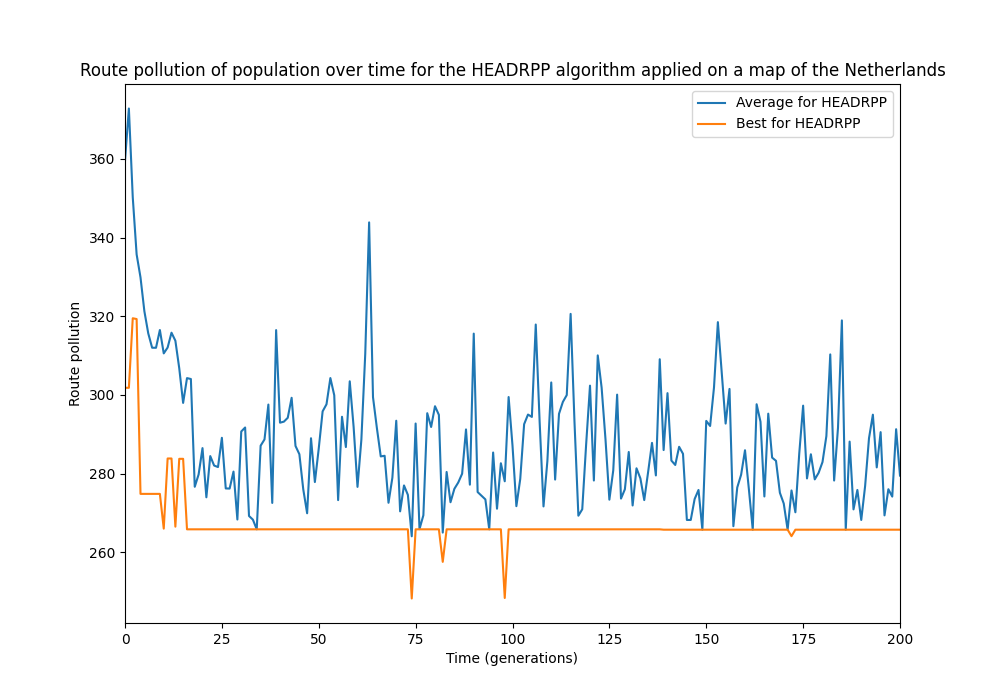 Route pollution of population over time for the HEADRPP algorithm applied on a map of the Netherlands
Average for HEADRPP
Best for HEADRPP
Route pollution
360
340
320
300
280
260
0 25 50 75 100 125 150 175 200
Time (generations)